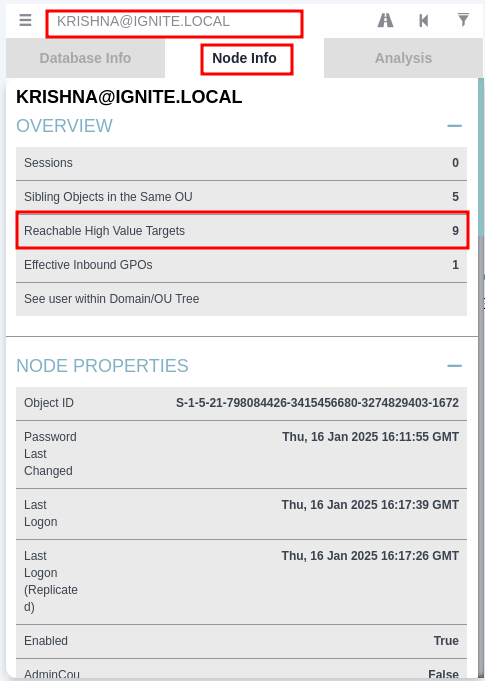 KRISHNA@IGNITE.LOCAL
Database Info Node Info Analysis
KRISHNA@IGNITE.LOCAL
OVERVIEW
Sessions 0
Sibling Objects in the Same OU 5
Reachable High Value Targets 9
Effective Inbound GPOs 1
See user within Domain/OU Tree
NODE PROPERTIES
Object ID S-1-5-21-798084426-3415456680-3274829403-1672
Password Thu, 16 Jan 2025 16:11:55 GMT
Last
Changed
Last Thu, 16 Jan 2025 16:17:39 GMT
Logon
Last Thu, 16 Jan 2025 16:17:26 GMT
Logon
(Replicate
d)
Enabled True
AdminCou False